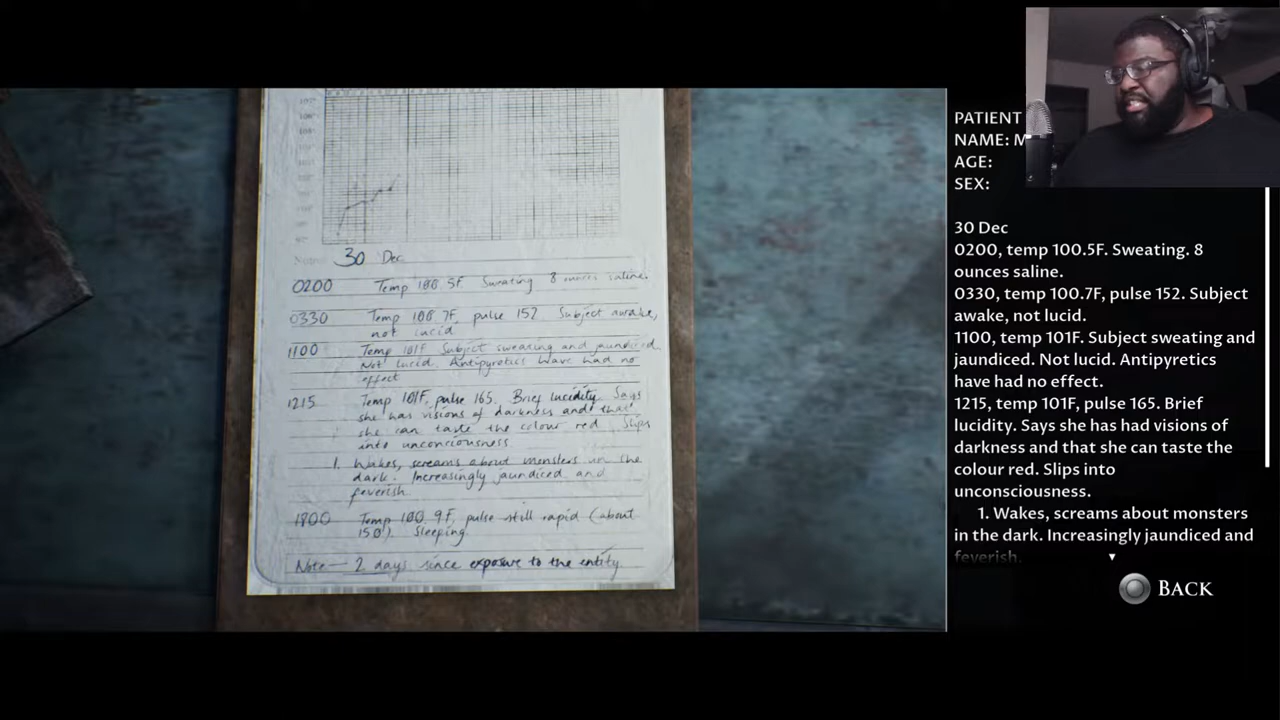 30 Dec
0200 Temp 100.5F. Sweating 8 ounces saline.
0330 Temp 100.7F, pulse 152. Subject awake,
not lucid
1100 Temp 101F Subject sweating and jaundiced.
Not lucid. Antipyretics have had no
effect
1215 Temp 101F, pulse 165. Brief lucidity. Says
she has visions of darkness and that
she can taste the colour red. Slips
into unconciousness
1. Wakes, screams about monsters in the
dark. Increasingly jaundiced and
feverish.
1800 Temp 100.9F, pulse still rapid (about
150). Sleeping
Note — 2 days since exposure to the entity
PATIENT
NAME: M
AGE:
SEX:
30 Dec
0200, temp 100.5F. Sweating. 8
ounces saline.
0330, temp 100.7F, pulse 152. Subject
awake, not lucid.
1100, temp 101F. Subject sweating and
jaundiced. Not lucid. Antipyretics
have had no effect.
1215, temp 101F, pulse 165. Brief
lucidity. Says she has had visions of
darkness and that she can taste the
colour red. Slips into
unconsciousness.
1. Wakes, screams about monsters
in the dark. Increasingly jaundiced and
feverish.
BACK